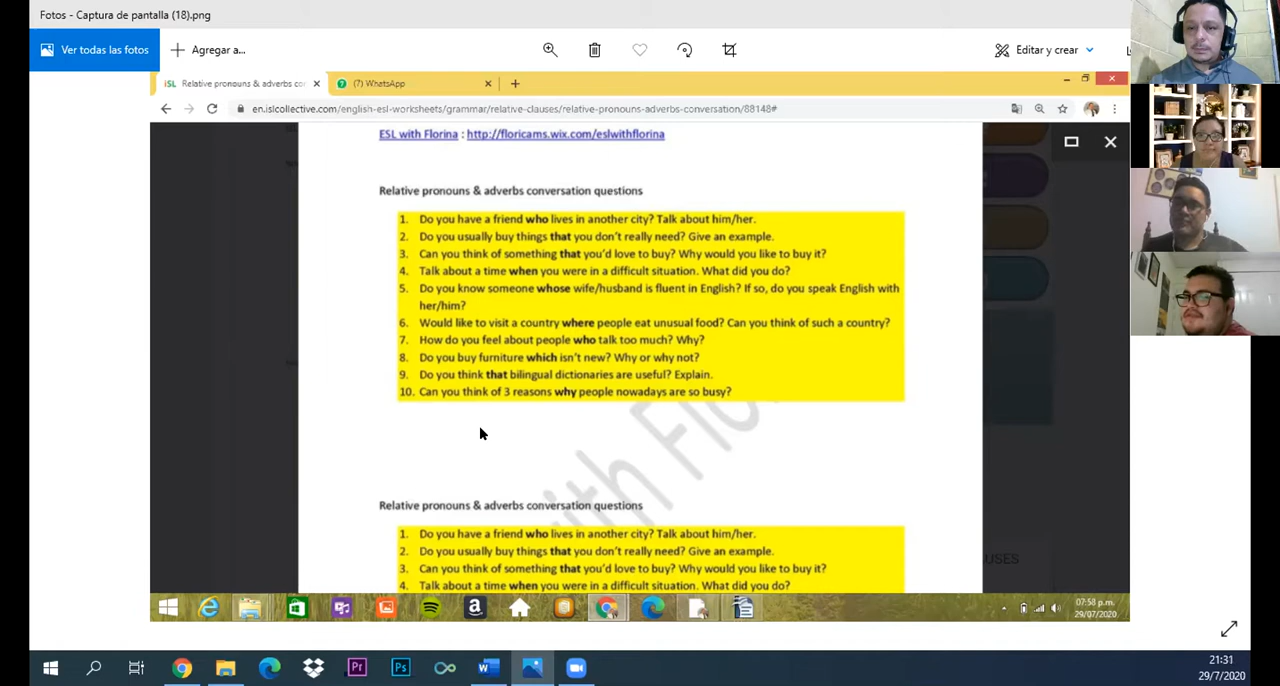 Fotos - Captura de pantalla (18).png
Ver todas las fotos
Agregar a...
Editar y crear
iSL Relative pronouns & adverbs co
(7) WhatsApp
en.islcollective.com/english-esl-worksheets/grammar/relative-clauses/relative-pronouns-adverbs-conversation/88148#
ESL with Florina : http://floricams.wix.com/eslwithflorina
Relative pronouns & adverbs conversation questions
1. Do you have a friend who lives in another city? Talk about him/her.
2. Do you usually buy things that you don't really need? Give an example.
3. Can you think of something that you'd love to buy? Why would you like to buy it?
4. Talk about a time when you were in a difficult situation. What did you do?
5. Do you know someone whose wife/husband is fluent in English? If so, do you speak English with
her/him?
6. Would like to visit a country where people eat unusual food? Can you think of such a country?
7. How do you feel about people who talk too much? Why?
8. Do you buy furniture which isn't new? Why or why not?
9. Do you think that bilingual dictionaries are useful? Explain.
10. Can you think of 3 reasons why people nowadays are so busy?
with Flo
Relative pronouns & adverbs conversation questions
1. Do you have a friend who lives in another city? Talk about him/her.
2. Do you usually buy things that you don't really need? Give an example.
3. Can you think of something that you'd love to buy? Why would you like to buy it?
4. Talk about a time when you were in a difficult situation. What did you do?
USES
07:58 p.m.
29/07/2020
Pr
Ps
21:31
29/7/2020